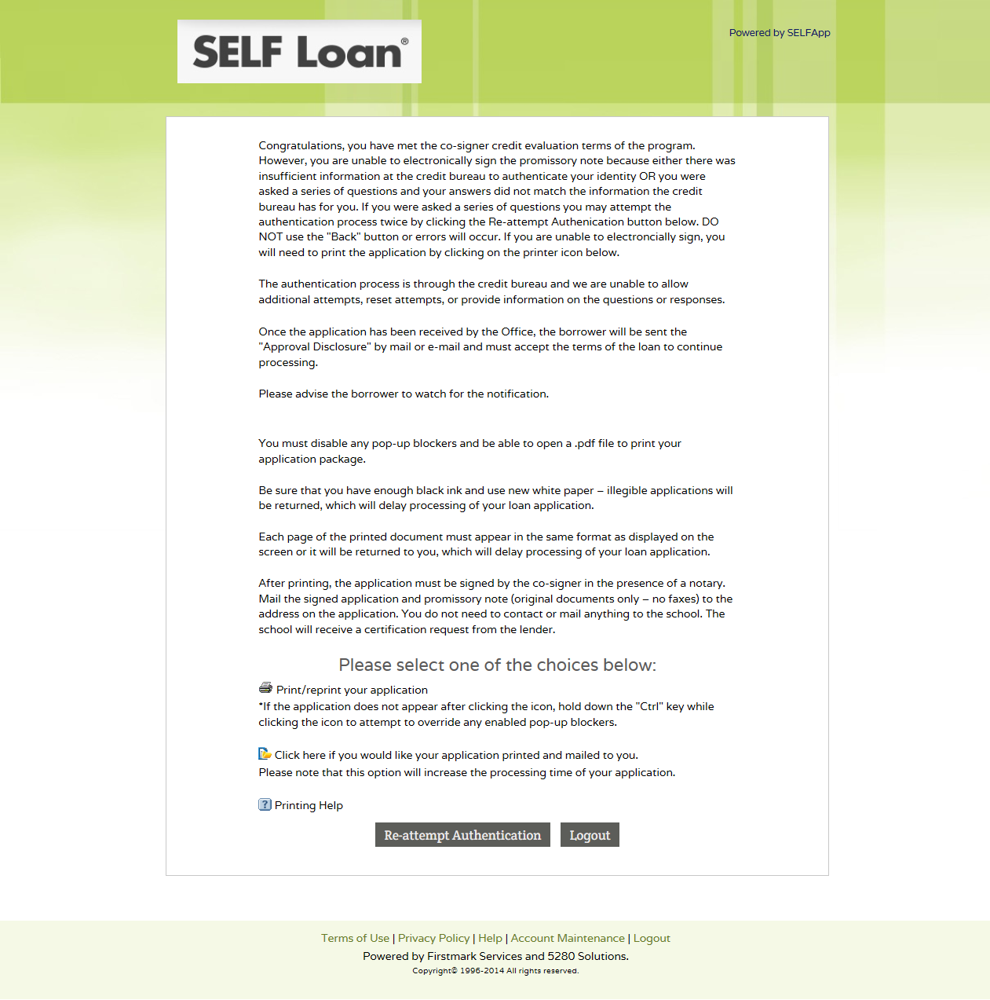 SELF Loan®
Powered by SELFApp
Congratulations, you have met the co-signer credit evaluation terms of the program.
However, you are unable to electronically sign the promissory note because either there was
insufficient information at the credit bureau to authenticate your identity OR you were
asked a series of questions and your answers did not match the information the credit
bureau has for you. If you were asked a series of questions you may attempt the
authentication process twice by clicking the Re-attempt Authenication button below. DO
NOT use the "Back" button or errors will occur. If you are unable to electroncially sign, you
will need to print the application by clicking on the printer icon below.
The authentication process is through the credit bureau and we are unable to allow
additional attempts, reset attempts, or provide information on the questions or responses.
Once the application has been received by the Office, the borrower will be sent the
"Approval Disclosure" by mail or e-mail and must accept the terms of the loan to continue
processing.
Please advise the borrower to watch for the notification.
You must disable any pop-up blockers and be able to open a .pdf file to print your
application package.
Be sure that you have enough black ink and use new white paper – illegible applications will
be returned, which will delay processing of your loan application.
Each page of the printed document must appear in the same format as displayed on the
screen or it will be returned to you, which will delay processing of your loan application.
After printing, the application must be signed by the co-signer in the presence of a notary.
Mail the signed application and promissory note (original documents only – no faxes) to the
address on the application. You do not need to contact or mail anything to the school. The
school will receive a certification request from the lender.
Please select one of the choices below:
Print/reprint your application
*If the application does not appear after clicking the icon, hold down the "Ctrl" key while
clicking the icon to attempt to override any enabled pop-up blockers.
Click here if you would like your application printed and mailed to you.
Please note that this option will increase the processing time of your application.
? Printing Help
Re-attempt Authentication Logout
Terms of Use | Privacy Policy | Help | Account Maintenance | Logout
Powered by Firstmark Services and 5280 Solutions.
Copyright© 1996-2014 All rights reserved.